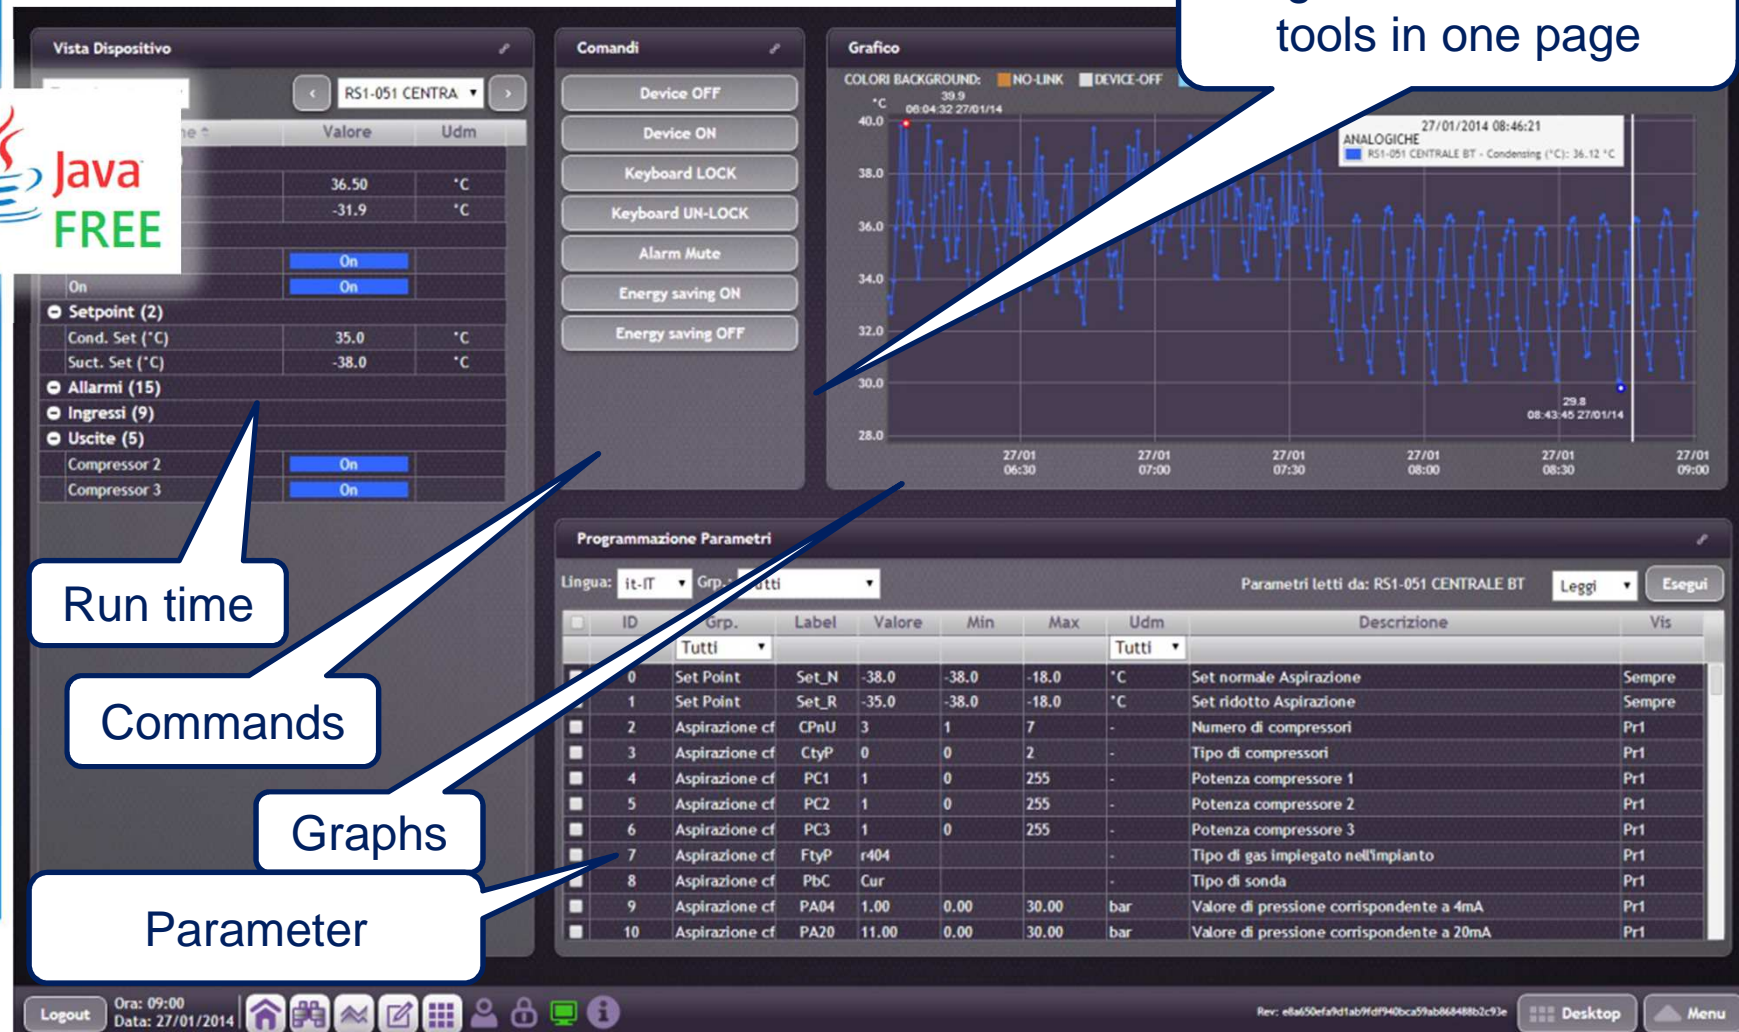 tools in one page
Vista Dispositivo
RS1-051 CENTRA
Valore Udm
Java
FREE
36.50 °C
-31.9 °C
On
On On
Setpoint (2)
Cond. Set (°C) 35.0 °C
Suct. Set (°C) -38.0 °C
Allarmi (15)
Ingressi (9)
Uscite (5)
Compressor 2 On
Compressor 3 On
Comandi
Device OFF
Device ON
Keyboard LOCK
Keyboard UN-LOCK
Alarm Mute
Energy saving ON
Energy saving OFF
Grafico
COLORI BACKGROUND: NO-LINK DEVICE-OFF
°C
39.9
06:04:32 27/01/14
40.0
38.0
36.0
34.0
32.0
30.0
28.0
27/01/2014 08:46:21
ANALOGICHE
RS1-051 CENTRALE BT - Condensing (°C): 36.12 °C
29.8
08:43:45 27/01/14
27/01 27/01 27/01 27/01 27/01 27/01
06:30 07:00 07:30 08:00 08:30 09:00
Run time
Commands
Graphs
Parameter
Programmazione Parametri
Lingua: it-IT Grp. Parametri letti da: RS1-051 CENTRALE BT Leggi Esegui
ID Grp. Label Valore Min Max Udm Descrizione Vis
Tutti Tutti
0 Set Point Set_N -38.0 -38.0 -18.0 °C Set normale Aspirazione Sempre
1 Set Point Set_R -35.0 -38.0 -18.0 °C Set ridotto Aspirazione Sempre
2 Aspirazione cf CPnU 3 1 7 - Numero di compressori Pr1
3 Aspirazione cf CtyP 0 0 2 - Tipo di compressori Pr1
4 Aspirazione cf PC1 1 0 255 - Potenza compressore 1 Pr1
5 Aspirazione cf PC2 1 0 255 - Potenza compressore 2 Pr1
6 Aspirazione cf PC3 1 0 255 - Potenza compressore 3 Pr1
7 Aspirazione cf FtyP r404 - Tipo di gas impiegato nell'impianto Pr1
8 Aspirazione cf PbC Cur - Tipo di sonda Pr1
9 Aspirazione cf PA04 1.00 0.00 30.00 bar Valore di pressione corrispondente a 4mA Pr1
10 Aspirazione cf PA20 11.00 0.00 30.00 bar Valore di pressione corrispondente a 20mA Pr1
Logout
Ora: 09:00
Data: 27/01/2014
Rev: e8a650efa9d1ab9fdf940bca59ab868488b2c93e
Desktop
Menu